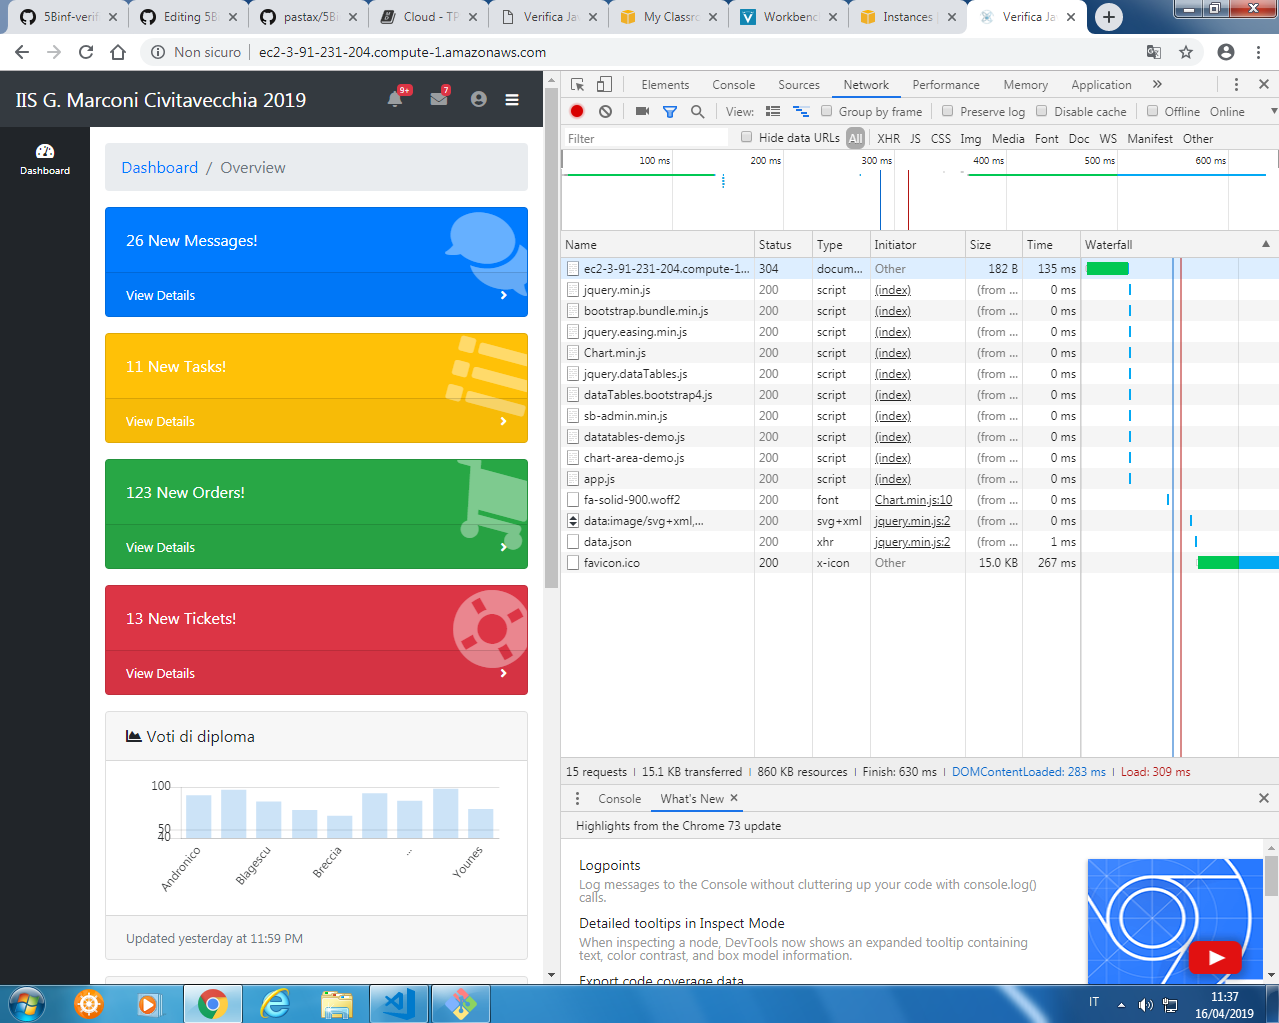 5Binf-verif
Editing 5B
pastax/5Bi
Cloud - TP
Verifica Jav
My Classro
Workbench
Instances
Verifica Jav
Non sicuro
ec2-3-91-231-204.compute-1.amazonaws.com
IIS G. Marconi Civitavecchia 2019
9+
7
Dashboard
Dashboard / Overview
26 New Messages!
View Details
11 New Tasks!
View Details
123 New Orders!
View Details
13 New Tickets!
View Details
Voti di diploma
100
50
40
Andronico
Blagescu
Breccia
...
Younes
Updated yesterday at 11:59 PM
Elements Console Sources Network Performance Memory Application
View: Group by frame Preserve log Disable cache Offline Online
Filter Hide data URLs All XHR JS CSS Img Media Font Doc WS Manifest Other
100 ms 200 ms 300 ms 400 ms 500 ms 600 ms
Name Status Type Initiator Size Time Waterfall
ec2-3-91-231-204.compute-1... 304 docum... Other 182 B 135 ms
jquery.min.js 200 script (index) (from ... 0 ms
bootstrap.bundle.min.js 200 script (index) (from ... 0 ms
jquery.easing.min.js 200 script (index) (from ... 0 ms
Chart.min.js 200 script (index) (from ... 0 ms
jquery.dataTables.js 200 script (index) (from ... 0 ms
dataTables.bootstrap4.js 200 script (index) (from ... 0 ms
sb-admin.min.js 200 script (index) (from ... 0 ms
datatables-demo.js 200 script (index) (from ... 0 ms
chart-area-demo.js 200 script (index) (from ... 0 ms
app.js 200 script (index) (from ... 0 ms
fa-solid-900.woff2 200 font Chart.min.js:10 (from ... 0 ms
data:image/svg+xml,... 200 svg+xml jquery.min.js:2 (from ... 0 ms
data.json 200 xhr jquery.min.js:2 (from ... 1 ms
favicon.ico 200 x-icon Other 15.0 KB 267 ms
15 requests 15.1 KB transferred 860 KB resources Finish: 630 ms DOMContentLoaded: 283 ms Load: 309 ms
Console What's New
Highlights from the Chrome 73 update
Logpoints
Log messages to the Console without cluttering up your code with console.log()
calls.
Detailed tooltips in Inspect Mode
When inspecting a node, DevTools now shows an expanded tooltip containing
text, color contrast, and box model information.
Export code coverage data
IT
11:37
16/04/2019